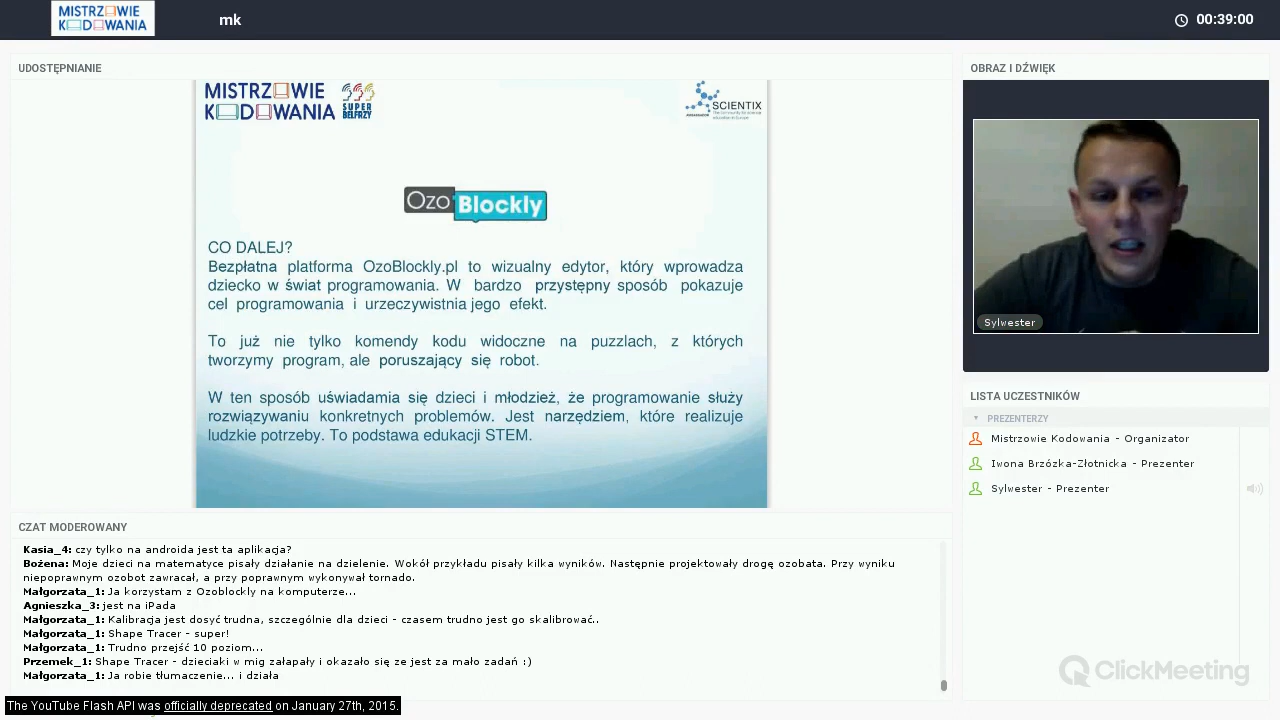 MISTRZOWIE
KODOWANIA
mk
00:39:00
UDOSTĘPNIANIE
MISTRZOWIE
KODOWANIA
SUPER
BELFRZY
SCIENTIX
OzoBlockly
CO DALEJ?
Bezpłatna platforma OzoBlockly.pl to wizualny edytor, który wprowadza
dziecko w świat programowania. W bardzo przystępny sposób pokazuje
cel programowania i urzeczywistnia jego efekt.
To już nie tylko komendy kodu widoczne na puzzlach, z których
tworzymy program, ale poruszający się robot.
W ten sposób uświadamia się dzieci i młodzież, że programowanie służy
rozwiązywaniu konkretnych problemów. Jest narzędziem, które realizuje
ludzkie potrzeby. To podstawa edukacji STEM.
OBRAZ I DŹWIĘK
Sylwester
LISTA UCZESTNIKÓW
PREZENTERZY
Mistrzowie Kodowania - Organizator
Iwona Brzózka-Złotnicka - Prezenter
Sylwester - Prezenter
CZAT MODEROWANY
Kasia_4: czy tylko na androida jest ta aplikacja?
Bożena: Moje dzieci na matematyce pisały działanie na dzielenie. Wokół przykładu pisały kilka wyników. Następnie projektowały drogę ozobata. Przy wyniku
niepoprawnym ozobot zawracał, a przy poprawnym wykonywał tornado.
Małgorzata_1: Ja korzystam z Ozoblockly na komputerze...
Agnieszka_3: jest na iPada
Małgorzata_1: Kalibracja jest dosyć trudna, szczególnie dla dzieci - czasem trudno jest go skalibrować..
Małgorzata_1: Shape Tracer - super!
Małgorzata_1: Trudno przejść 10 poziom...
Przemek_1: Shape Tracer - dzieciaki w mig załapały i okazało się ze jest za mało zadań :)
Małgorzata_1: Ja robie tłumaczenie... i działa
ClickMeeting
The YouTube Flash API was officially deprecated on January 27th, 2015.